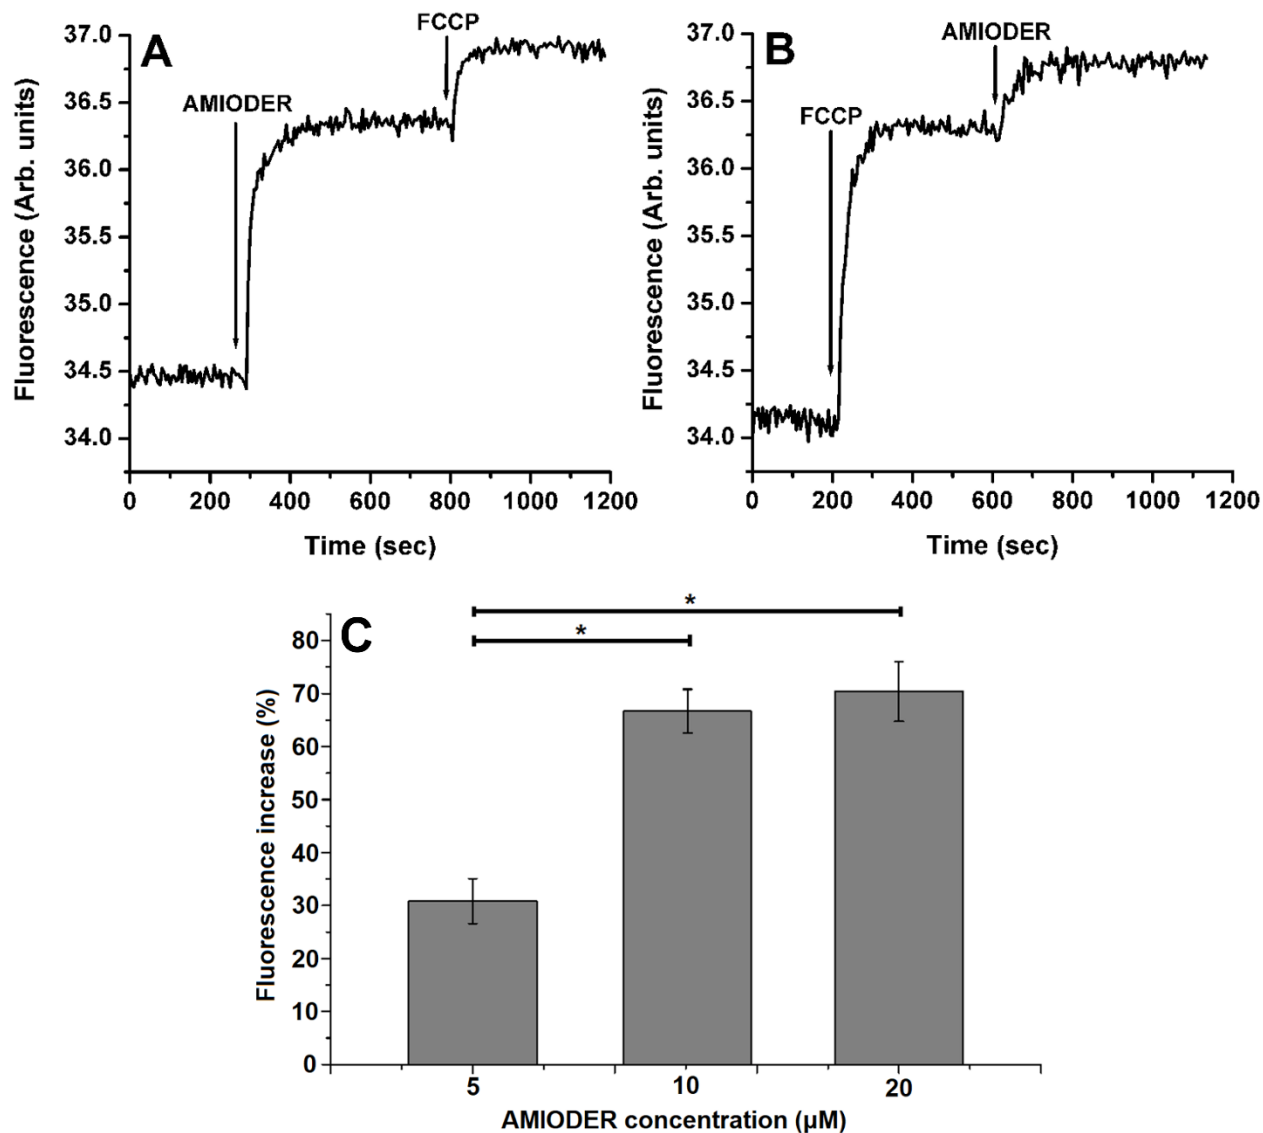 A
FCCP
AMIODER
Fluorescence (Arb. units)
37.0
36.5
36.0
35.5
35.0
34.5
34.0
0 200 400 600 800 1000 1200
Time (sec)
B
AMIODER
FCCP
Fluorescence (Arb. units)
37.0
36.5
36.0
35.5
35.0
34.5
34.0
0 200 400 600 800 1000 1200
Time (sec)
C
*
*
Fluorescence increase (%)
80
70
60
50
40
30
20
10
0
5 10 20
AMIODER concentration (µM)